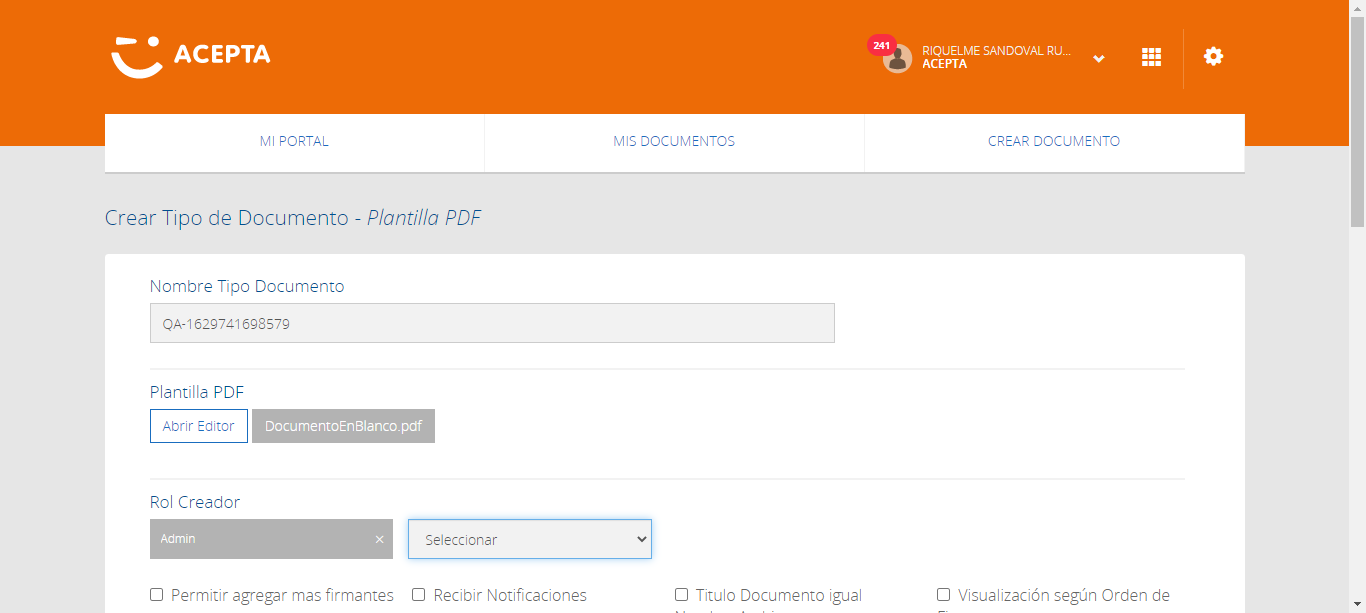 ACEPTA
241
RIQUELME SANDOVAL RU...
ACEPTA
MI PORTAL
MIS DOCUMENTOS
CREAR DOCUMENTO
Crear Tipo de Documento - Plantilla PDF
Nombre Tipo Documento
QA-1629741698579
Plantilla PDF
Abrir Editor
DocumentoEnBlanco.pdf
Rol Creador
Admin ×
Seleccionar
Permitir agregar mas firmantes
Recibir Notificaciones
Titulo Documento igual
Visualización según Orden de